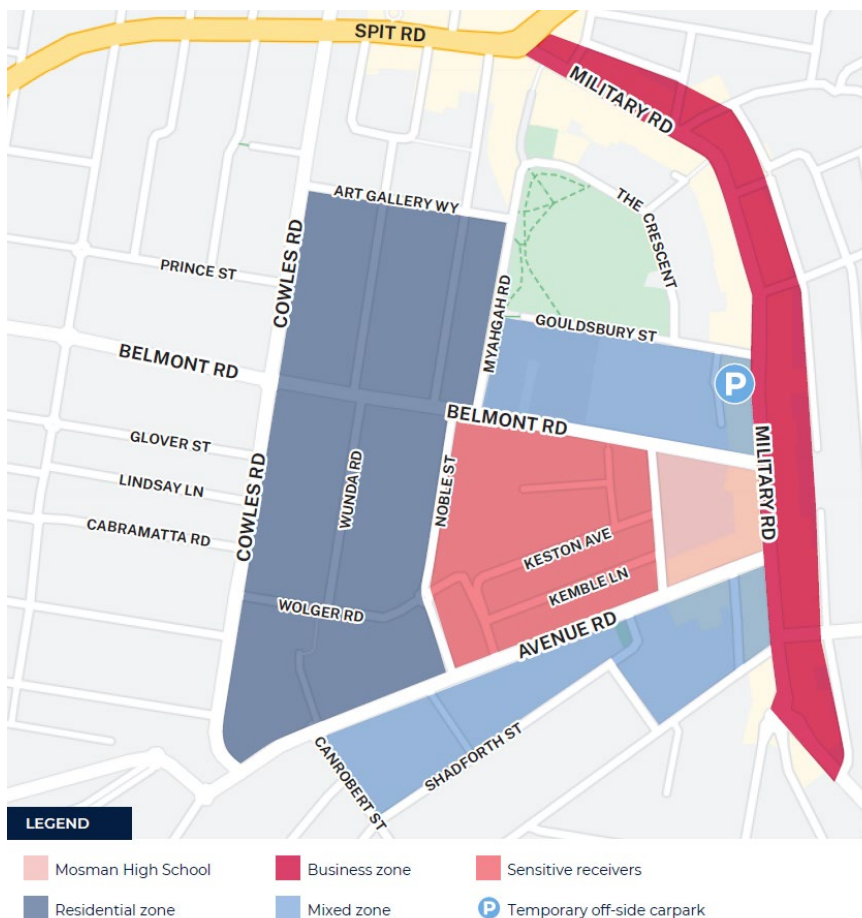 SPIT RD
MILITARY RD
ART GALLERY WY
THE CRESCENT
COWLES RD
PRINCE ST
MYAHGAH RD
GOULDSBURY ST
BELMONT RD
P
BELMONT RD
GLOVER ST
LINDSAY LN
CABRAMATTA RD
COWLES RD
WUNDA RD
NOBLE ST
MILITARY RD
KESTON AVE
KEMBLE LN
WOLGER RD
AVENUE RD
CANROBERT ST
SHADFORTH ST
LEGEND
Mosman High School
Business zone
Sensitive receivers
Residential zone
Mixed zone
P Temporary off-side carpark